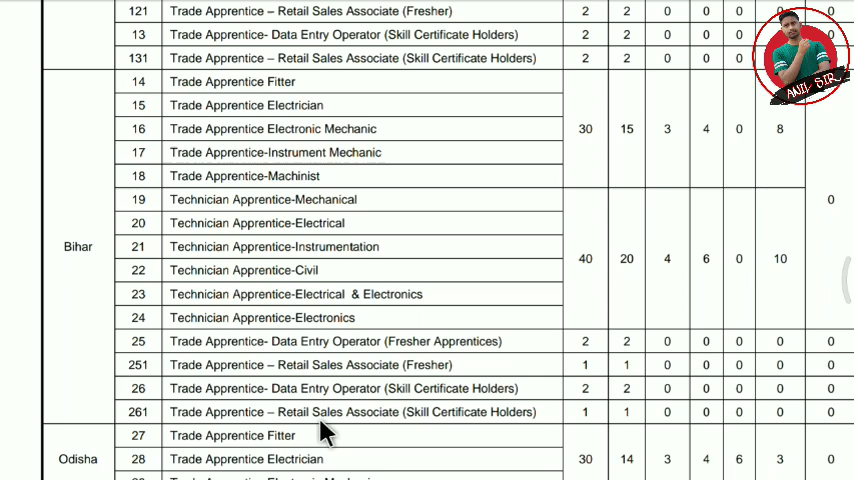 121 Trade Apprentice – Retail Sales Associate (Fresher) 2 2 0 0 0 0 0
13 Trade Apprentice- Data Entry Operator (Skill Certificate Holders) 2 2 0 0 0
131 Trade Apprentice – Retail Sales Associate (Skill Certificate Holders) 2 2 0 0 0
ANIL SIR
14 Trade Apprentice Fitter
15 Trade Apprentice Electrician
16 Trade Apprentice Electronic Mechanic 30 15 3 4 0 8
17 Trade Apprentice-Instrument Mechanic
18 Trade Apprentice-Machinist
19 Technician Apprentice-Mechanical 0
20 Technician Apprentice-Electrical
Bihar 21 Technician Apprentice-Instrumentation
22 Technician Apprentice-Civil 40 20 4 6 0 10
23 Technician Apprentice-Electrical & Electronics
24 Technician Apprentice-Electronics
25 Trade Apprentice- Data Entry Operator (Fresher Apprentices) 2 2 0 0 0 0 0
251 Trade Apprentice – Retail Sales Associate (Fresher) 1 1 0 0 0 0 0
26 Trade Apprentice- Data Entry Operator (Skill Certificate Holders) 2 2 0 0 0 0 0
261 Trade Apprentice – Retail Sales Associate (Skill Certificate Holders) 1 1 0 0 0 0 0
27 Trade Apprentice Fitter
Odisha 28 Trade Apprentice Electrician 30 14 3 4 6 3 0